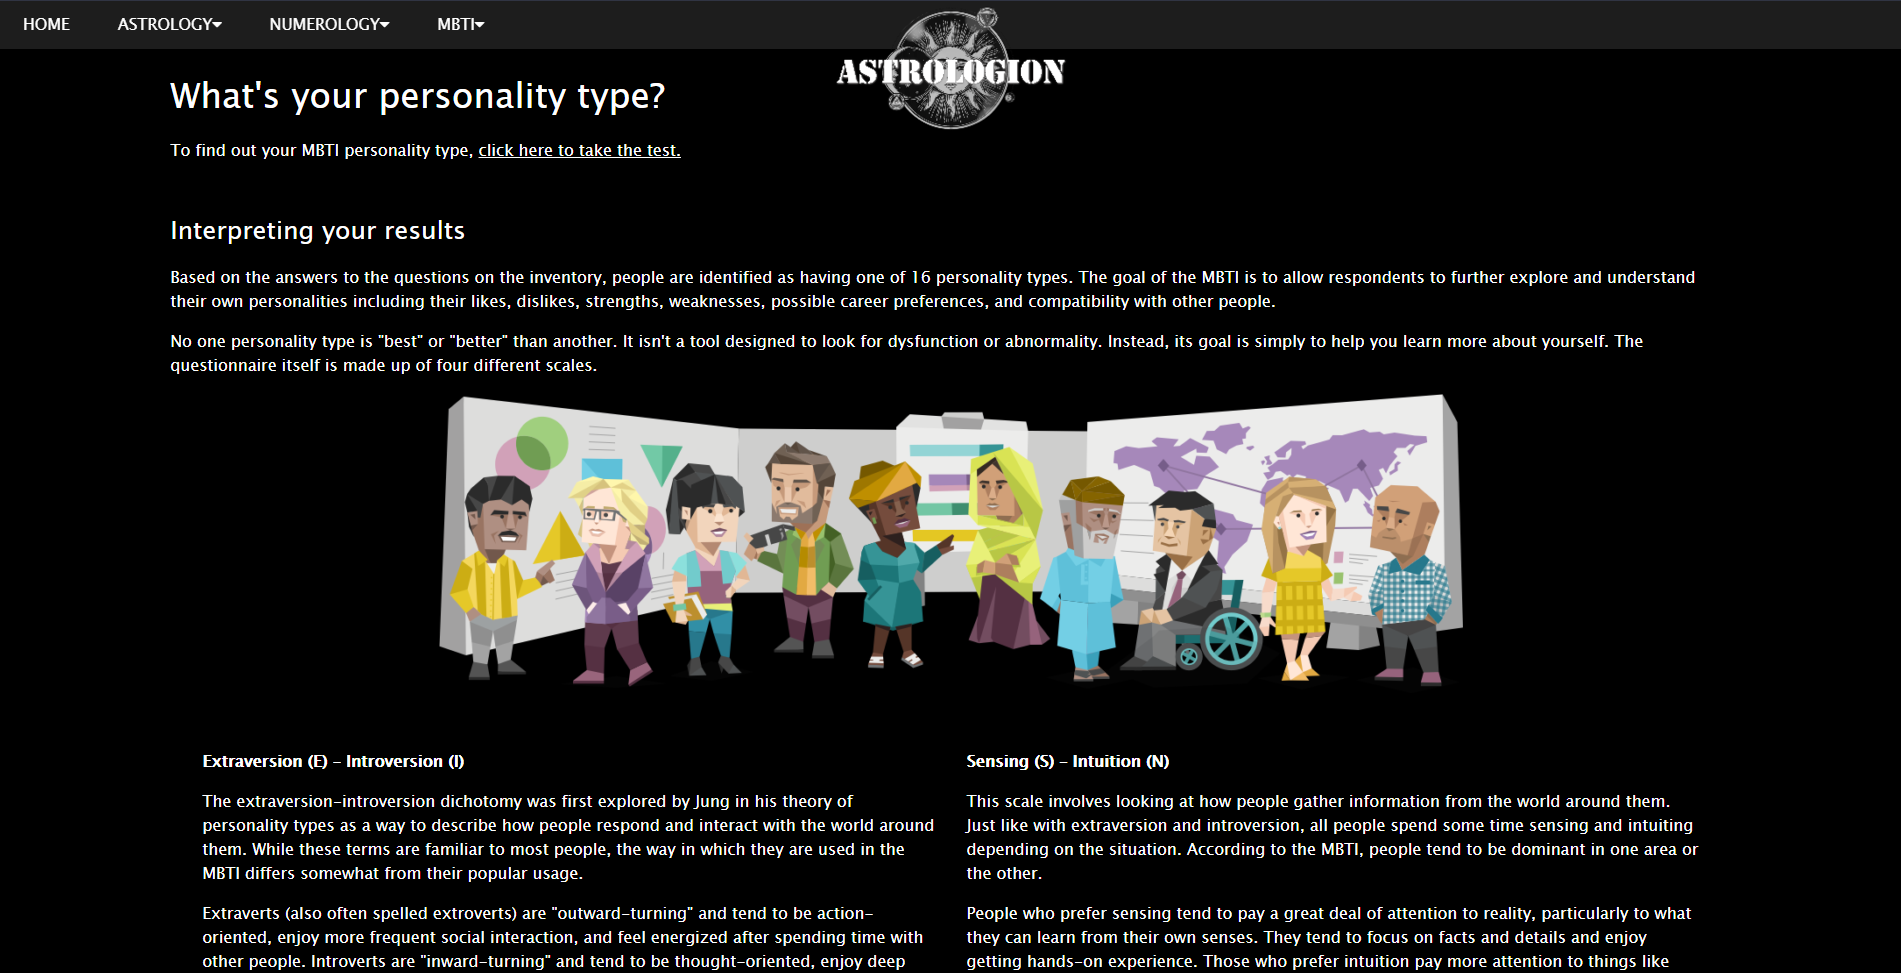 HOME
ASTROLOGY
NUMEROLOGY
MBTI
ASTROLOGION
What's your personality type?
To find out your MBTI personality type, click here to take the test.
Interpreting your results
Based on the answers to the questions on the inventory, people are identified as having one of 16 personality types. The goal of the MBTI is to allow respondents to further explore and understand
their own personalities including their likes, dislikes, strengths, weaknesses, possible career preferences, and compatibility with other people.
No one personality type is "best" or "better" than another. It isn't a tool designed to look for dysfunction or abnormality. Instead, its goal is simply to help you learn more about yourself. The
questionnaire itself is made up of four different scales.
Extraversion (E) – Introversion (I)
The extraversion-introversion dichotomy was first explored by Jung in his theory of
personality types as a way to describe how people respond and interact with the world around
them. While these terms are familiar to most people, the way in which they are used in the
MBTI differs somewhat from their popular usage.
Extraverts (also often spelled extroverts) are "outward-turning" and tend to be action-
oriented, enjoy more frequent social interaction, and feel energized after spending time with
other people. Introverts are "inward-turning" and tend to be thought-oriented, enjoy deep
Sensing (S) – Intuition (N)
This scale involves looking at how people gather information from the world around them.
Just like with extraversion and introversion, all people spend some time sensing and intuiting
depending on the situation. According to the MBTI, people tend to be dominant in one area or
the other.
People who prefer sensing tend to pay a great deal of attention to reality, particularly to what
they can learn from their own senses. They tend to focus on facts and details and enjoy
getting hands-on experience. Those who prefer intuition pay more attention to things like